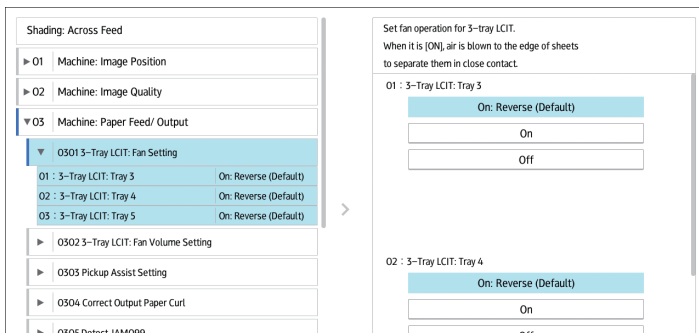 Shading: Across Feed
▶ 01 Machine: Image Position
▶ 02 Machine: Image Quality
▼ 03 Machine: Paper Feed/ Output
▼ 0301 3-Tray LCIT: Fan Setting
01 : 3-Tray LCIT: Tray 3 On: Reverse (Default)
02 : 3-Tray LCIT: Tray 4 On: Reverse (Default)
03 : 3-Tray LCIT: Tray 5 On: Reverse (Default)
▶ 0302 3-Tray LCIT: Fan Volume Setting
▶ 0303 Pickup Assist Setting
▶ 0304 Correct Output Paper Curl
▶ 0305 Detect JAM099
Set fan operation for 3-tray LCIT.
When it is [ON], air is blown to the edge of sheets
to separate them in close contact.
01 : 3-Tray LCIT: Tray 3
On: Reverse (Default)
On
Off
02 : 3-Tray LCIT: Tray 4
On: Reverse (Default)
On
Off